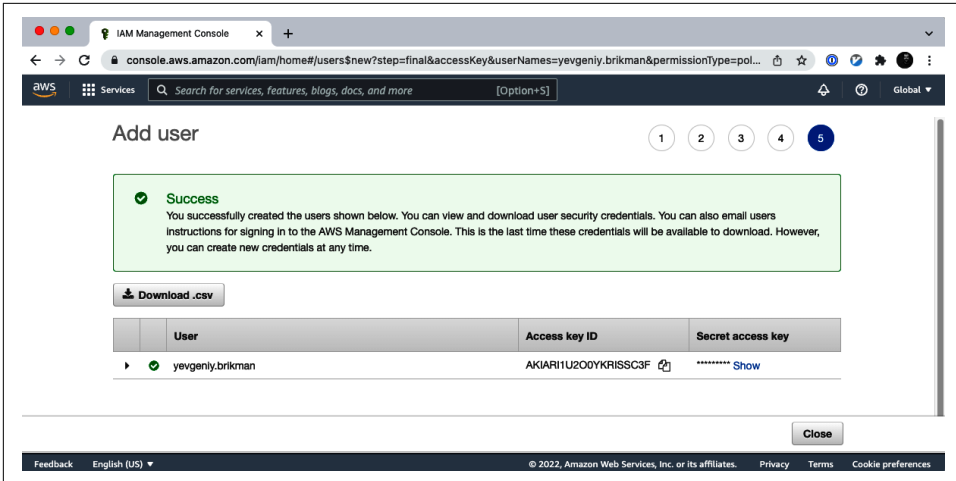 IAM Management Console
console.aws.amazon.com/iam/home#/users$new?step=final&accessKey&userNames=yevgeniy.brikman&permissionType=pol...
aws Services Search for services, features, blogs, docs, and more [Option+S] Global
Add user 1 2 3 4 5
Success
You successfully created the users shown below. You can view and download user security credentials. You can also email users
instructions for signing in to the AWS Management Console. This is the last time these credentials will be available to download. However,
you can create new credentials at any time.
Download .csv
User Access key ID Secret access key
yevgeniy.brikman AKIARI1U2O0YKRISSC3F ********* Show
Close
Feedback English (US) © 2022, Amazon Web Services, Inc. or its affiliates. Privacy Terms Cookie preferences